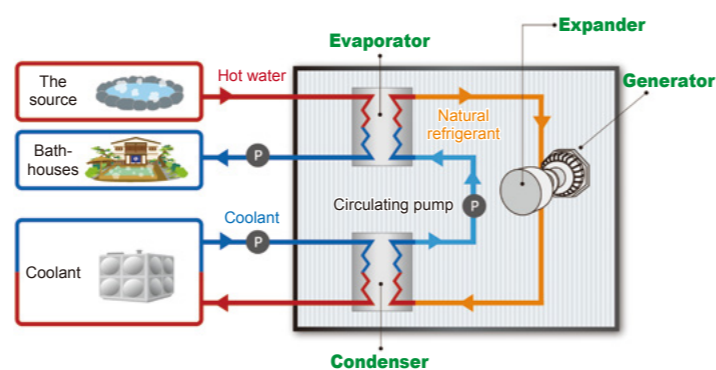 Expander
Evaporator
Generator
The
source
Hot water
Natural
refrigerant
Bath-
houses
P
Circulating pump
P
Coolant
P
Coolant
Condenser